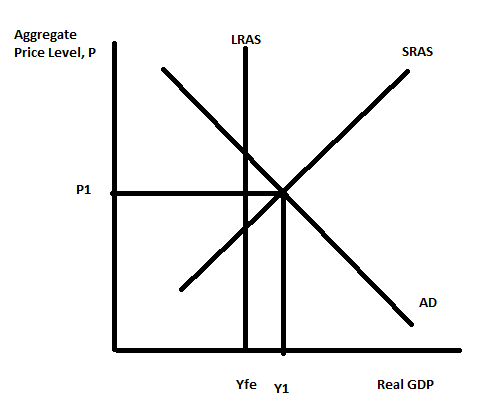 Aggregate
Price Level, P
LRAS
SRAS
P1
AD
Yfe
Y1
Real GDP